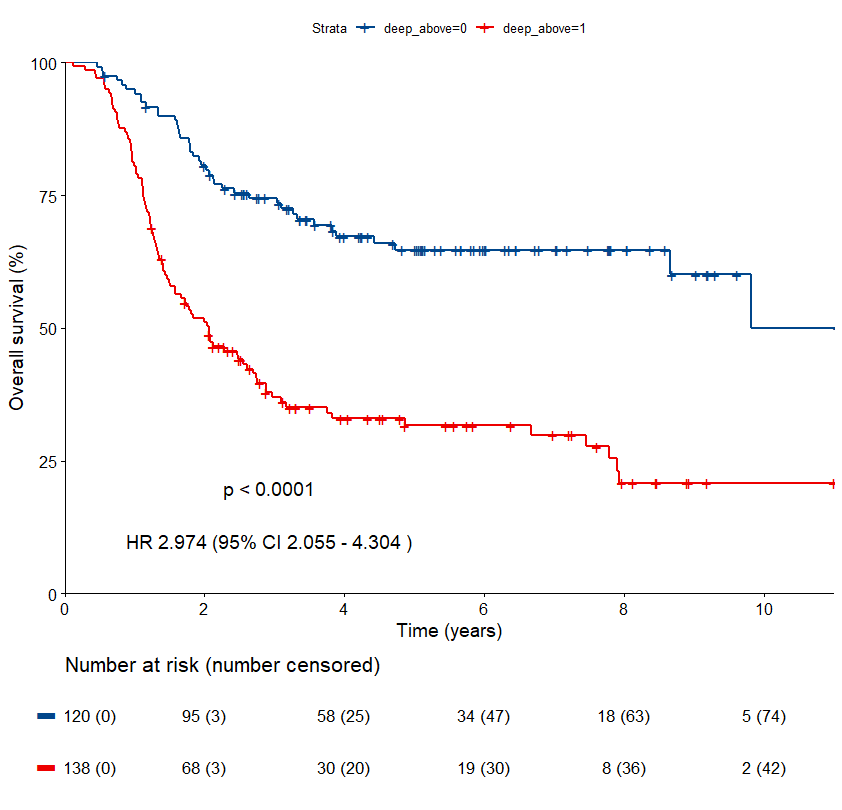 Strata deep_above=0 deep_above=1
100
75
50
25
0
Overall survival (%)
p < 0.0001
HR 2.974 (95% CI 2.055 - 4.304 )
0 2 4 6 8 10
Time (years)
Number at risk (number censored)
120 (0) 95 (3) 58 (25) 34 (47) 18 (63) 5 (74)
138 (0) 68 (3) 30 (20) 19 (30) 8 (36) 2 (42)